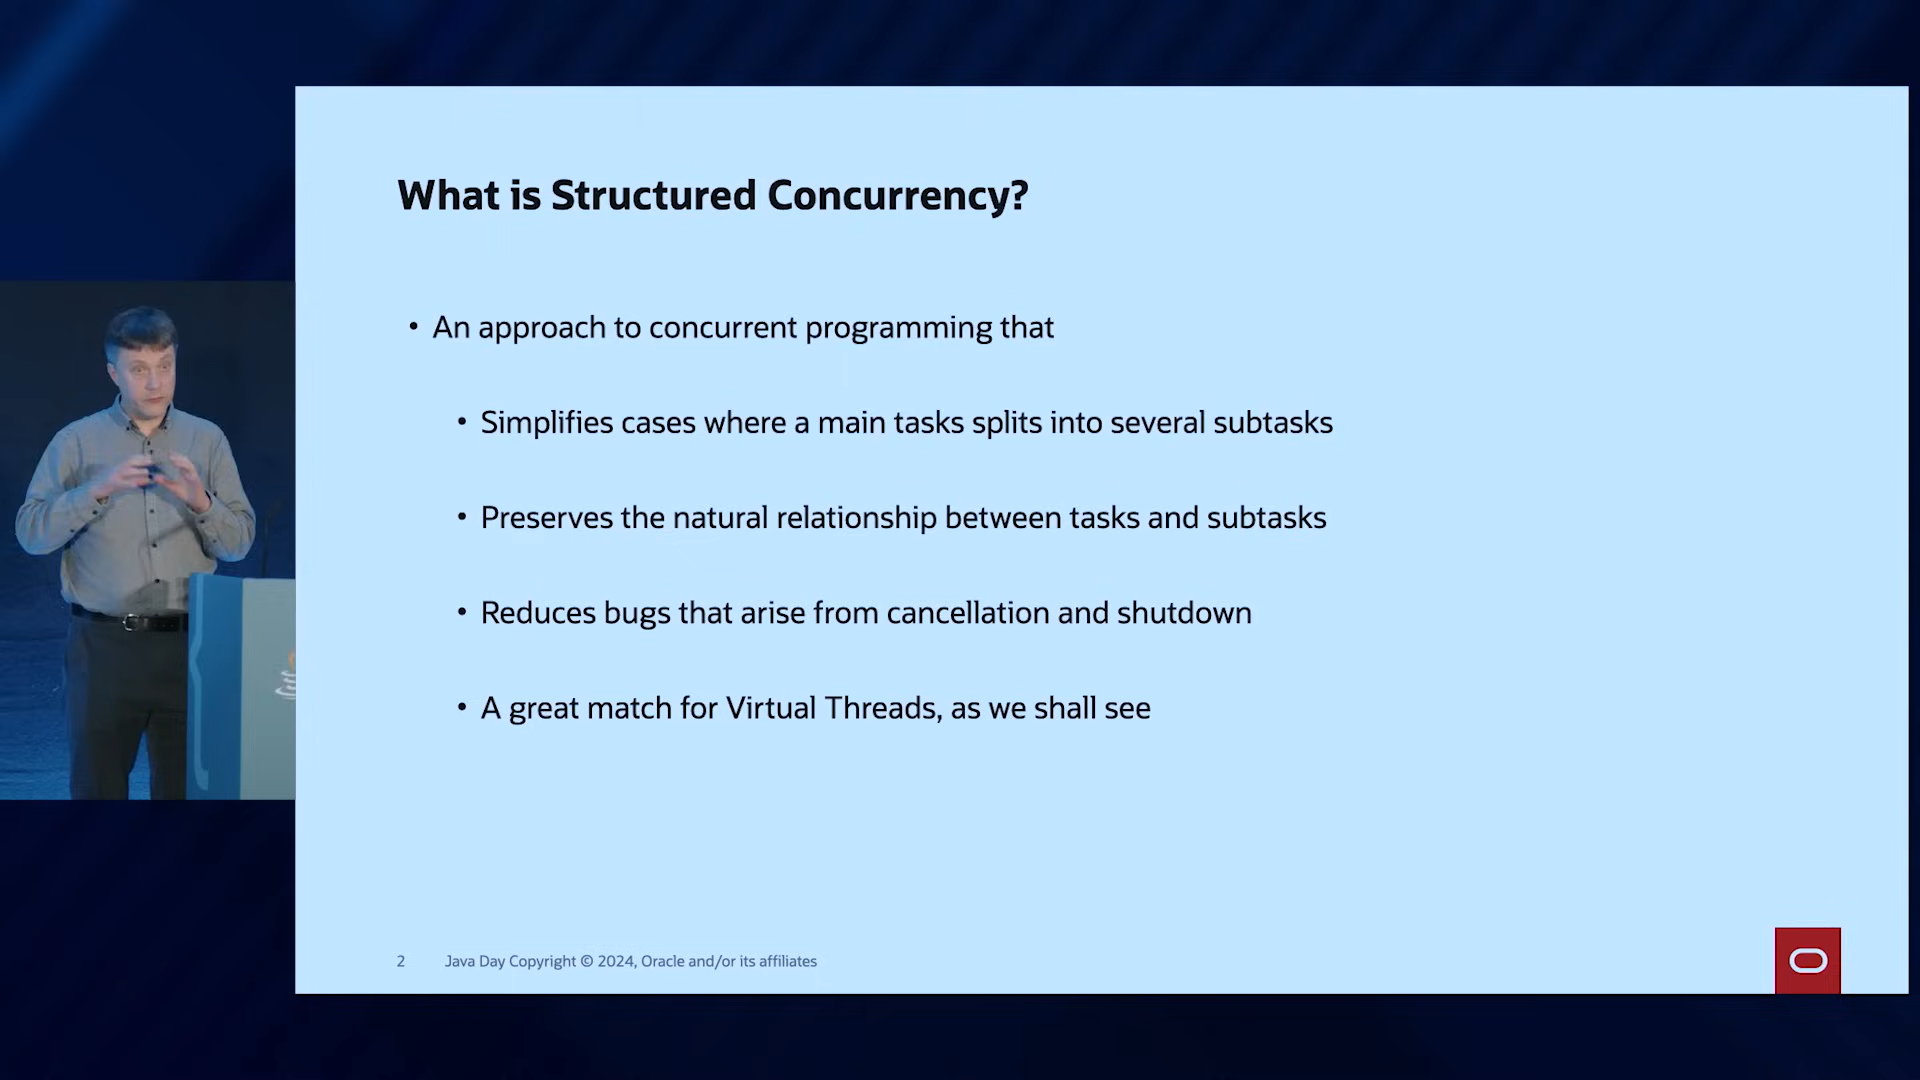 What is Structured Concurrency?
• An approach to concurrent programming that
• Simplifies cases where a main tasks splits into several subtasks
• Preserves the natural relationship between tasks and subtasks
• Reduces bugs that arise from cancellation and shutdown
• A great match for Virtual Threads, as we shall see
2 Java Day Copyright © 2024, Oracle and/or its affiliates